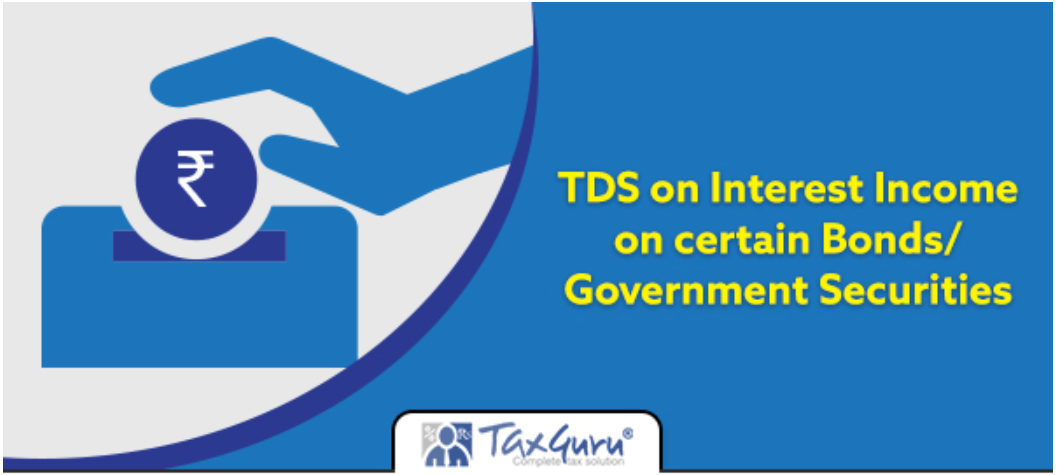 ₹
TDS on Interest Income
on certain Bonds/
Government Securities
TaxGuru®
Complete tax solution